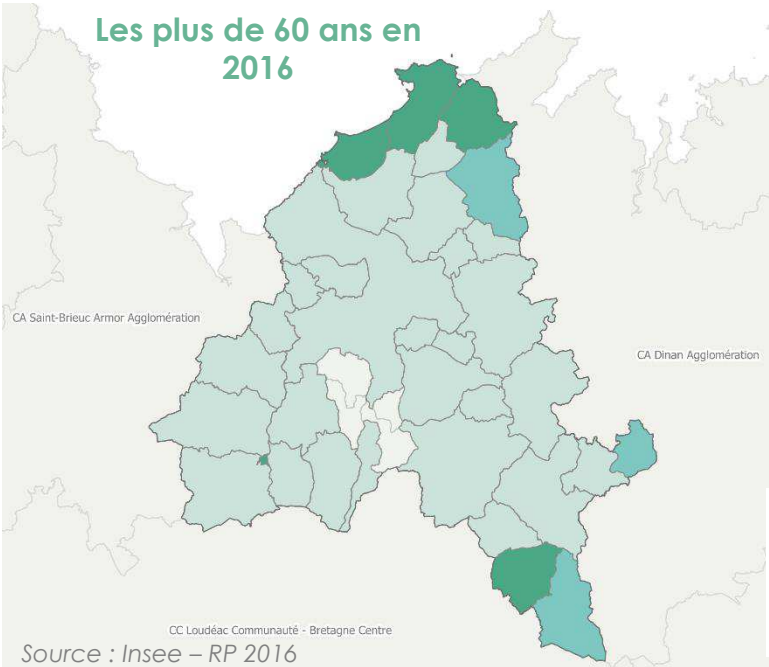 Les plus de 60 ans en
2016
CA Saint-Brieuc Armor Agglomération
CA Dinan Agglomération
CC Loudéac Communauté - Bretagne Centre
Source : Insee – RP 2016